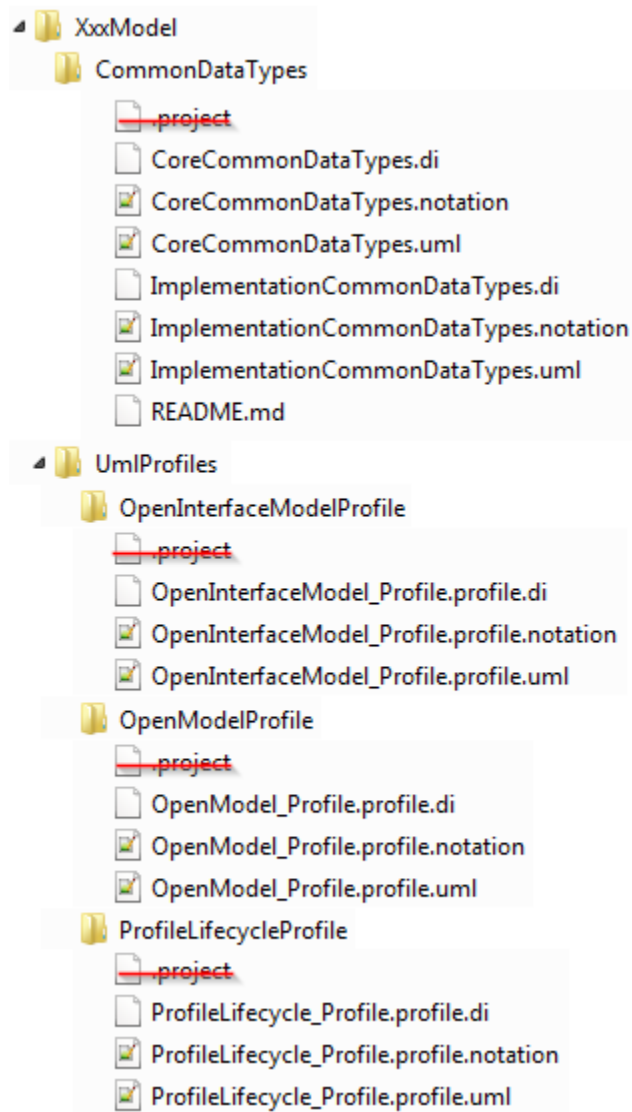 XxxModel
CommonDataTypes
.project
CoreCommonDataTypes.di
CoreCommonDataTypes.notation
CoreCommonDataTypes.uml
ImplementationCommonDataTypes.di
ImplementationCommonDataTypes.notation
ImplementationCommonDataTypes.uml
README.md
UmlProfiles
OpenInterfaceModelProfile
.project
OpenInterfaceModel_Profile.profile.di
OpenInterfaceModel_Profile.profile.notation
OpenInterfaceModel_Profile.profile.uml
OpenModelProfile
.project
OpenModel_Profile.profile.di
OpenModel_Profile.profile.notation
OpenModel_Profile.profile.uml
ProfileLifecycleProfile
.project
ProfileLifecycle_Profile.profile.di
ProfileLifecycle_Profile.profile.notation
ProfileLifecycle_Profile.profile.uml